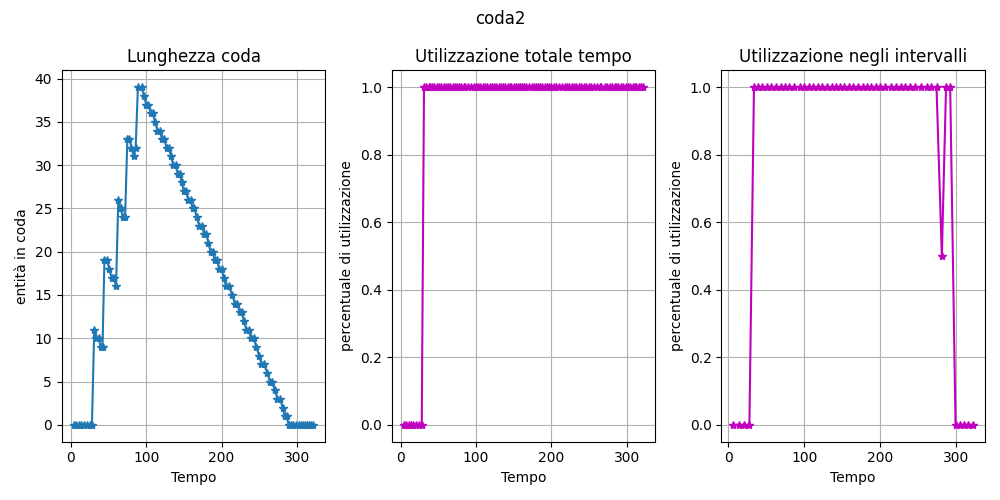 coda2
Lunghezza coda
entità in coda
40
35
30
25
20
15
10
5
0
0 100 200 300
Tempo
Utilizzazione totale tempo
percentuale di utilizzazione
1.0
0.8
0.6
0.4
0.2
0.0
0 100 200 300
Tempo
Utilizzazione negli intervalli
percentuale di utilizzazione
1.0
0.8
0.6
0.4
0.2
0.0
0 100 200 300
Tempo